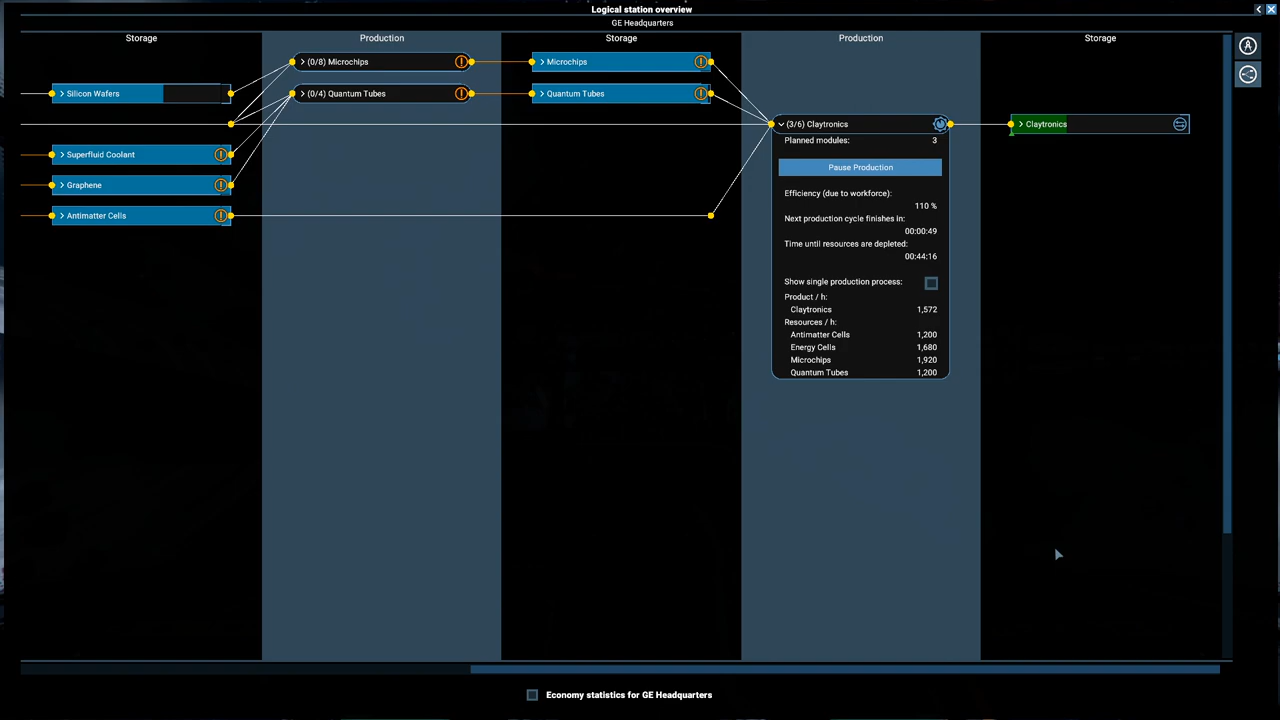 Logical station overview
GE Headquarters
Storage
Production
Storage
Production
Storage
(0/8) Microchips
Microchips
Silicon Wafers
(0/4) Quantum Tubes
Quantum Tubes
(3/6) Claytronics
Claytronics
Planned modules: 3
Superfluid Coolant
Pause Production
Graphene
Efficiency (due to workforce):
110 %
Antimatter Cells
Next production cycle finishes in:
00:00:49
Time until resources are depleted:
00:44:16
Show single production process:
Product / h:
Claytronics 1,572
Resources / h:
Antimatter Cells 1,200
Energy Cells 1,680
Microchips 1,920
Quantum Tubes 1,200
Economy statistics for GE Headquarters